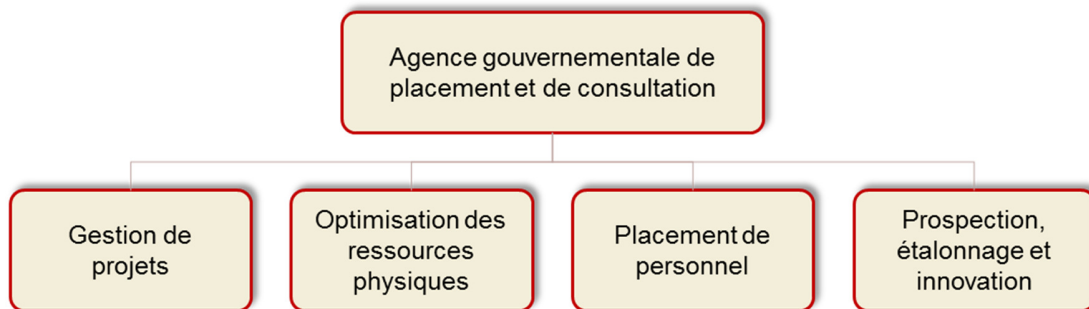 Agence gouvernementale de
placement et de consultation
Gestion de
projets
Optimisation des
ressources
physiques
Placement de
personnel
Prospection,
étalonnage et
innovation